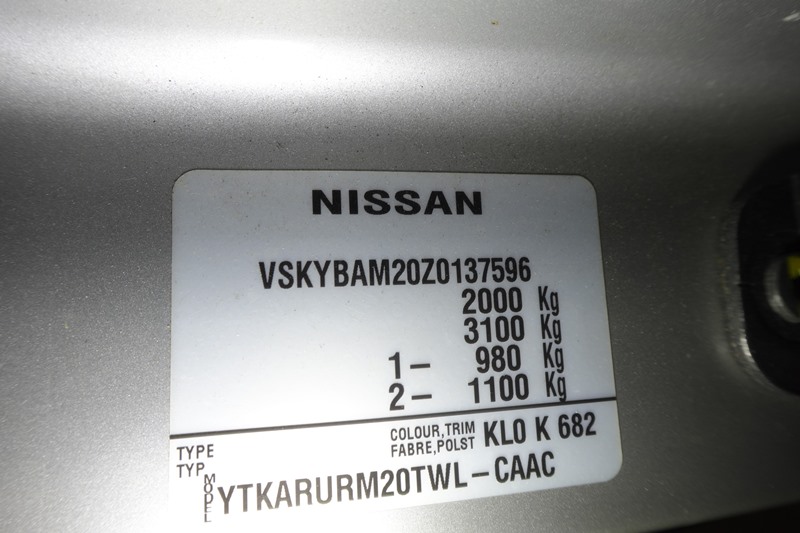 NISSAN
VSKYBAM20Z0137596
2000 Kg
3100 Kg
1– 980 Kg
2– 1100 Kg
TYPE
TYP
COLOUR,TRIM
FABRE,POLST
KL0 K 682
MODEL
YTKARURM20TWL–CAAC